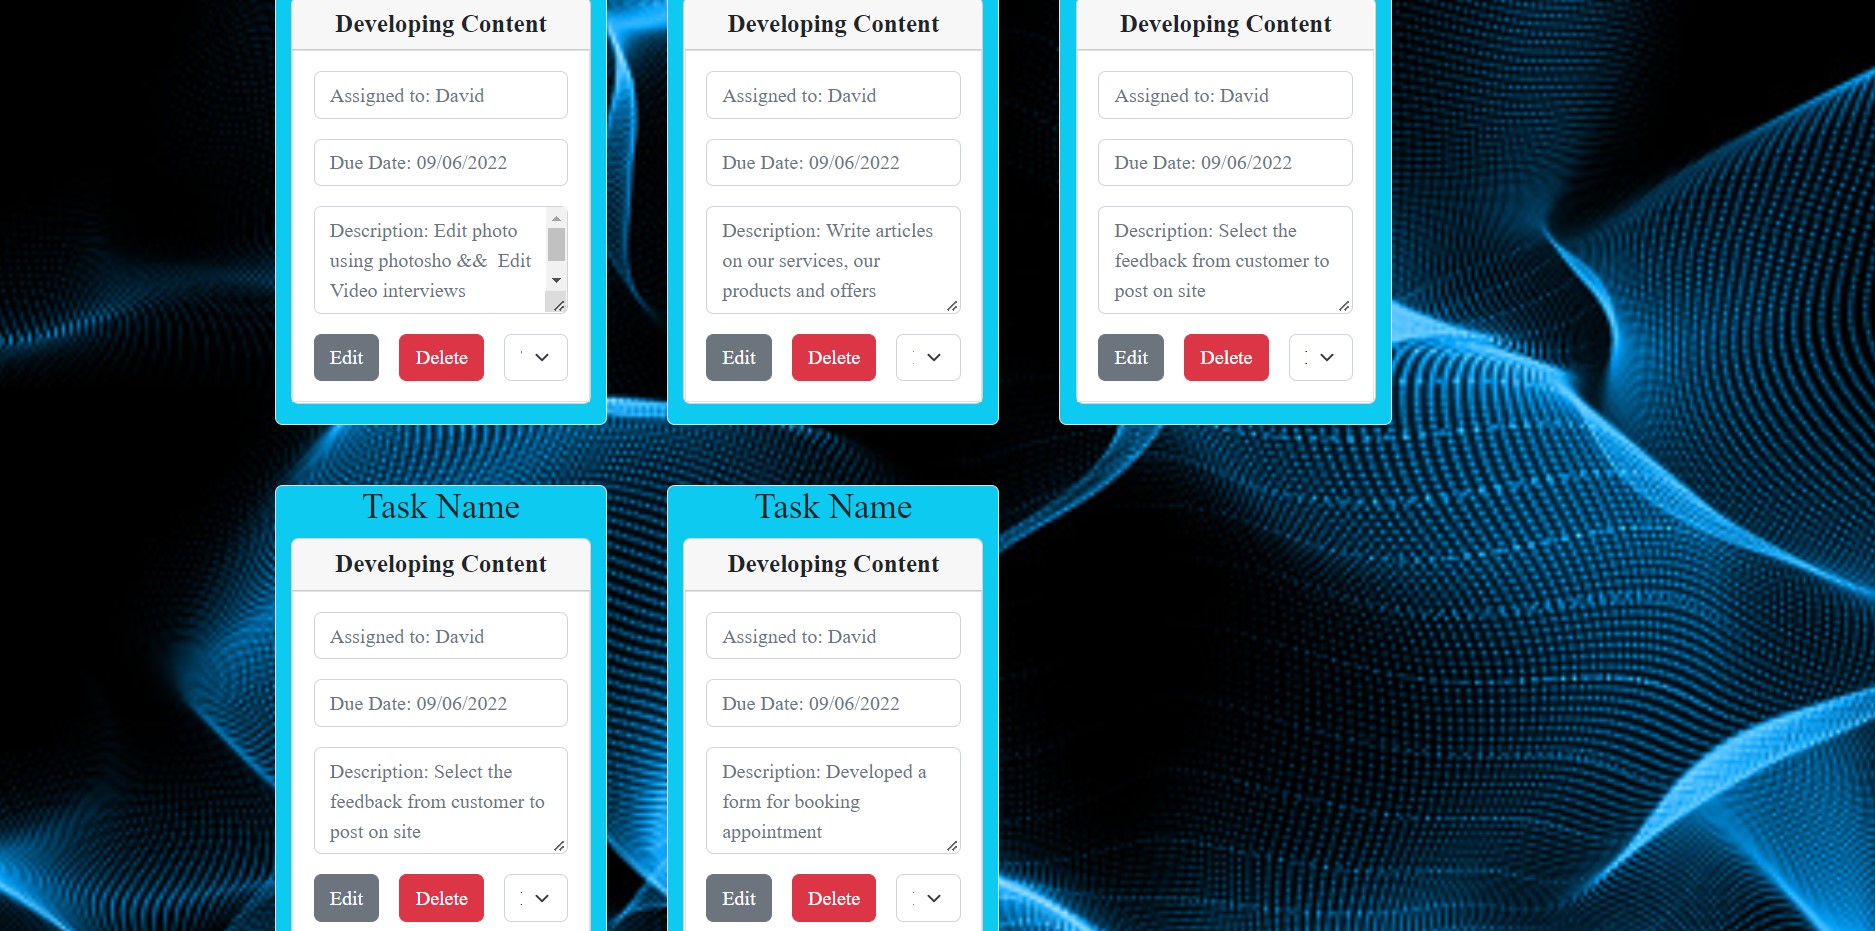 Developing Content
Assigned to: David
Due Date: 09/06/2022
Description: Edit photo
using photosho &&  Edit
Video interviews
Edit
Delete
Developing Content
Assigned to: David
Due Date: 09/06/2022
Description: Write articles
on our services, our
products and offers
Edit
Delete
Developing Content
Assigned to: David
Due Date: 09/06/2022
Description: Select the
feedback from customer to
post on site
Edit
Delete
Task Name
Developing Content
Assigned to: David
Due Date: 09/06/2022
Description: Select the
feedback from customer to
post on site
Edit
Delete
Task Name
Developing Content
Assigned to: David
Due Date: 09/06/2022
Description: Developed a
form for booking
appointment
Edit
Delete